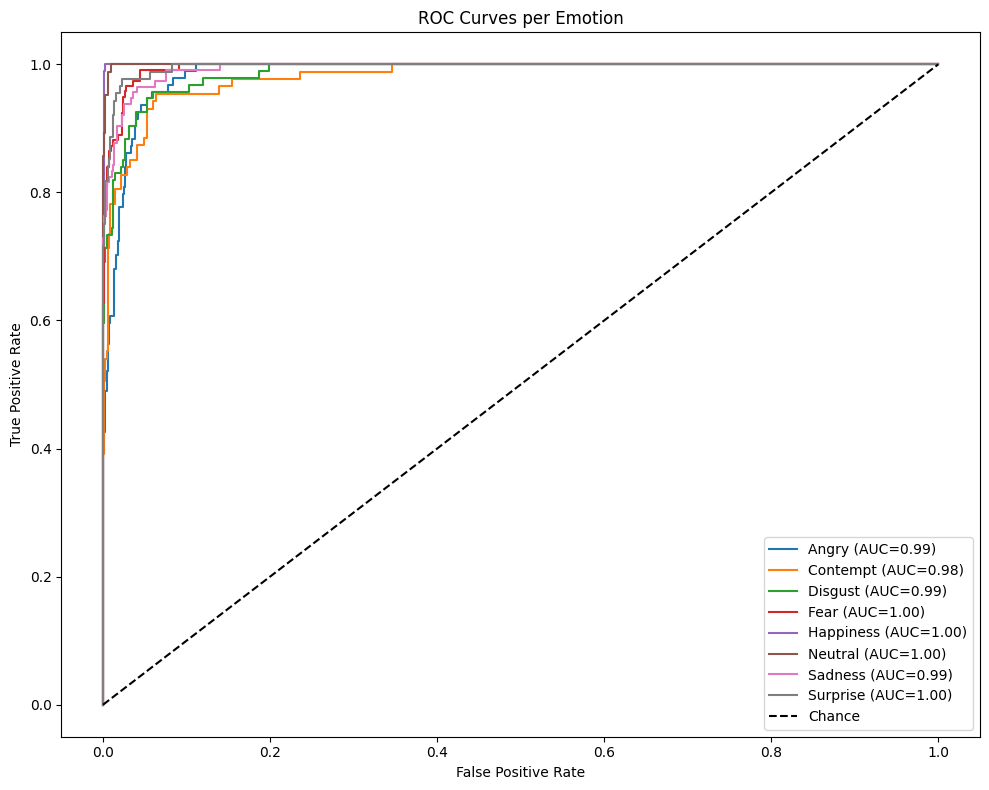 ROC Curves per Emotion
True Positive Rate
1.0
0.8
0.6
0.4
0.2
0.0
Angry (AUC=0.99)
Contempt (AUC=0.98)
Disgust (AUC=0.99)
Fear (AUC=1.00)
Happiness (AUC=1.00)
Neutral (AUC=1.00)
Sadness (AUC=0.99)
Surprise (AUC=1.00)
Chance
0.0 0.2 0.4 0.6 0.8 1.0
False Positive Rate